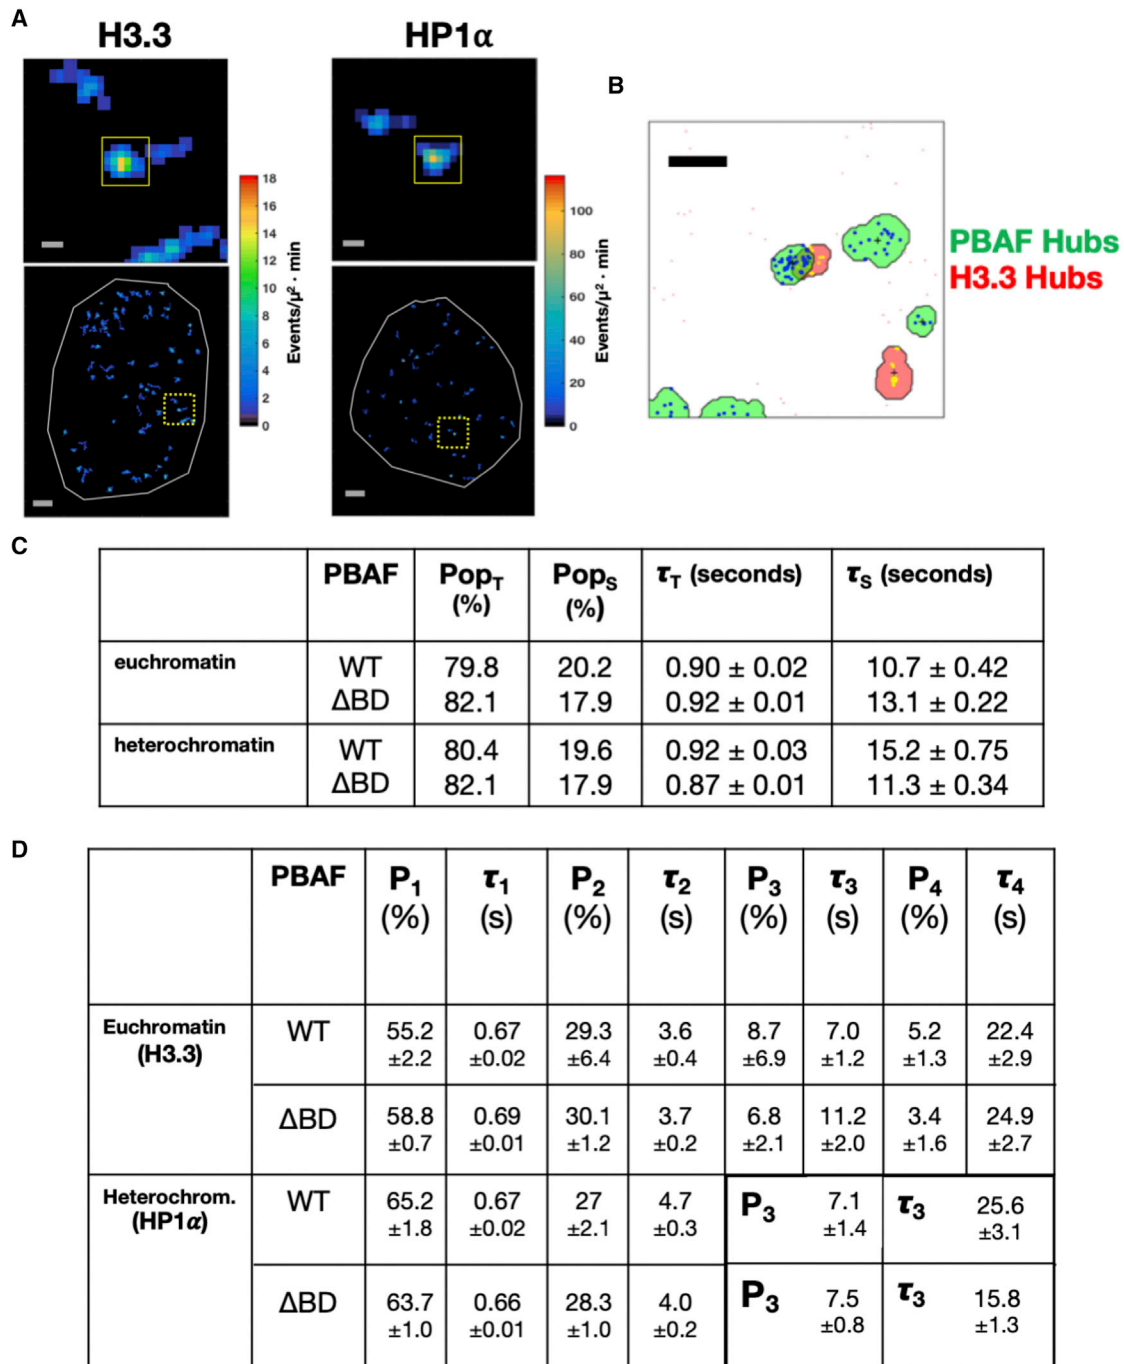 A
H3.3
HP1α
18
16
14
12
10
8
6
4
2
0
Events/μ² · min
100
80
60
40
20
0
Events/μ² · min
B
PBAF Hubs
H3.3 Hubs
C
PBAF Pop_T (%) Pop_S (%) τ_T (seconds) τ_S (seconds)
euchromatin WT 79.8 20.2 0.90 ± 0.02 10.7 ± 0.42
ΔBD 82.1 17.9 0.92 ± 0.01 13.1 ± 0.22
heterochromatin WT 80.4 19.6 0.92 ± 0.03 15.2 ± 0.75
ΔBD 82.1 17.9 0.87 ± 0.01 11.3 ± 0.34
D
PBAF P₁ τ₁ P₂ τ₂ P₃ τ₃ P₄ τ₄
(%) (s) (%) (s) (%) (s) (%) (s)
Euchromatin WT 55.2 0.67 29.3 3.6 8.7 7.0 5.2 22.4
(H3.3) ±2.2 ±0.02 ±6.4 ±0.4 ±6.9 ±1.2 ±1.3 ±2.9
ΔBD 58.8 0.69 30.1 3.7 6.8 11.2 3.4 24.9
±0.7 ±0.01 ±1.2 ±0.2 ±2.1 ±2.0 ±1.6 ±2.7
Heterochrom. WT 65.2 0.67 27 4.7 P₃ 7.1 τ₃ 25.6
(HP1α) ±1.8 ±0.02 ±2.1 ±0.3 ±1.4 ±3.1
ΔBD 63.7 0.66 28.3 4.0 P₃ 7.5 τ₃ 15.8
±1.0 ±0.01 ±1.0 ±0.2 ±0.8 ±1.3